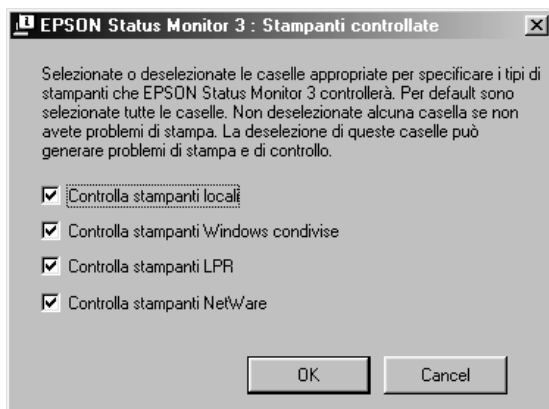 EPSON Status Monitor 3 : Stampanti controllate
Selezionate o deselezionate le caselle appropriate per specificare i tipi di
stampanti che EPSON Status Monitor 3 controllerà. Per default sono
selezionate tutte le caselle. Non deselezionate alcuna casella se non
avete problemi di stampa. La deselezione di queste caselle può
generare problemi di stampa e di controllo.
Controlla stampanti locali
Controlla stampanti Windows condivise
Controlla stampanti LPR
Controlla stampanti NetWare
OK
Cancel